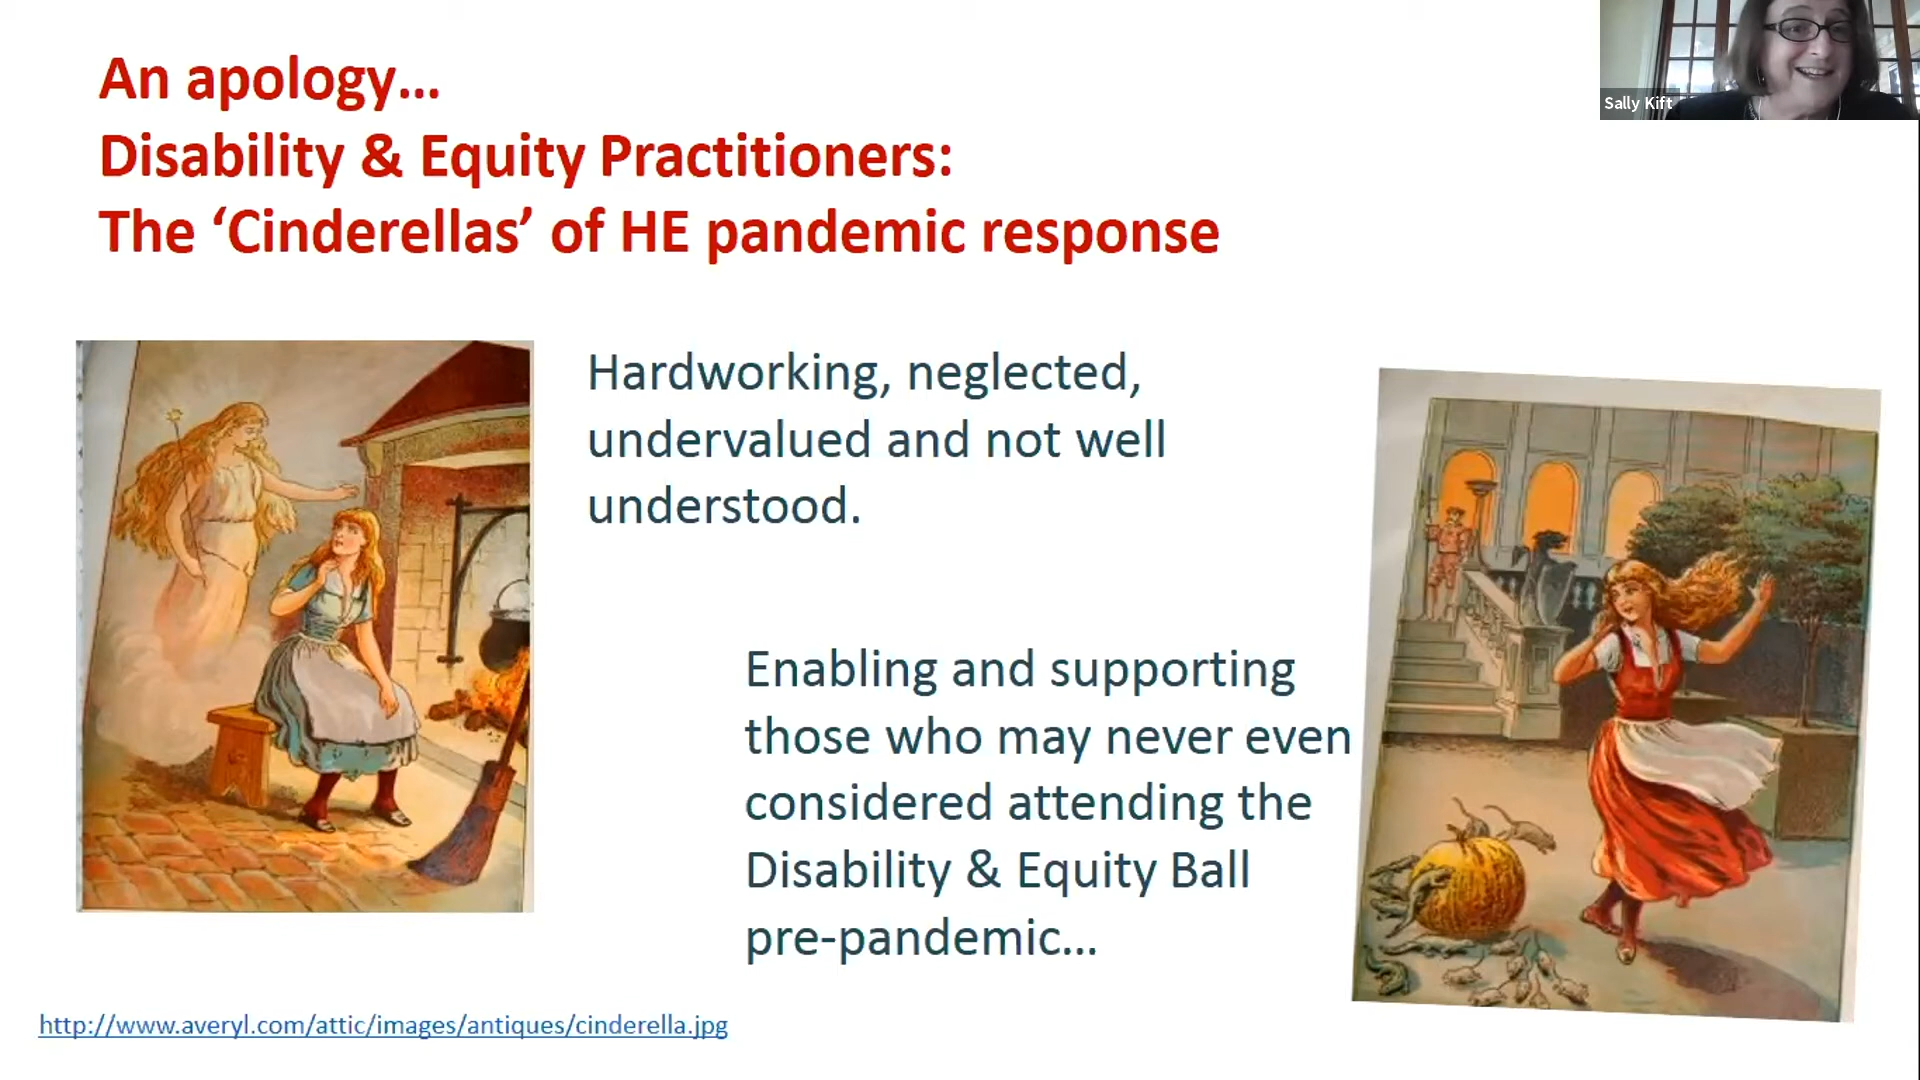 An apology...
Disability & Equity Practitioners:
The ‘Cinderellas’ of HE pandemic response
Sally Kift
Hardworking, neglected,
undervalued and not well
understood.
Enabling and supporting
those who may never even
considered attending the
Disability & Equity Ball
pre-pandemic...
http://www.averyl.com/attic/images/antiques/cinderella.jpg